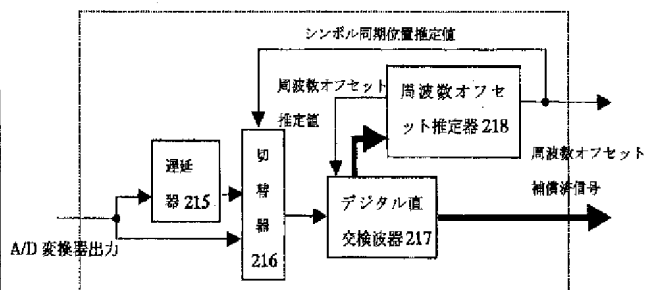 シンボル同期位置推定値
周波数オフセット
推定値
周波数オフセ
ット推定器 218
周波数オフセット
補償済信号
遅延
器 215
切
替
器
216
デジタル直
交検波器 217
A/D 変換器出力